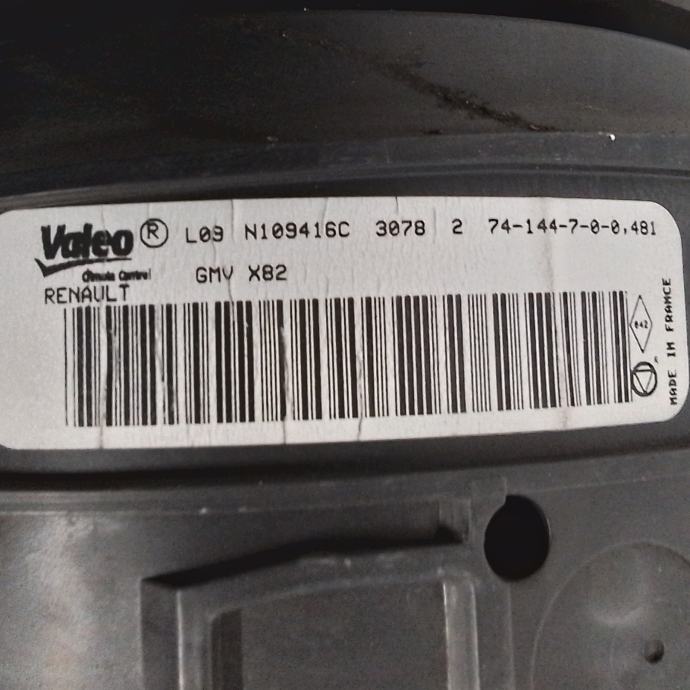 Valeo ® L09 N109416C 3078 2 74-144-7-0-0,481
Climate Control GMV X82
RENAULT
MADE IN FRANCE